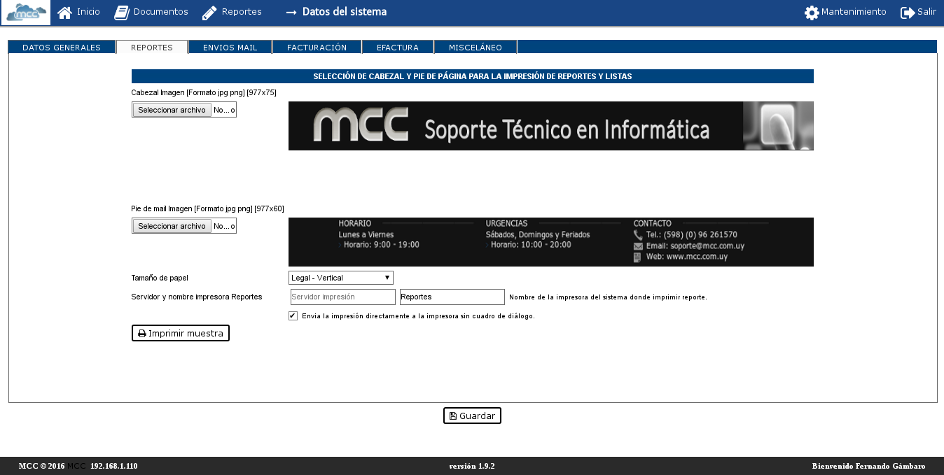 mcc Inicio Documentos Reportes → Datos del sistema Mantenimiento Salir
DATOS GENERALES REPORTES ENVIOS MAIL FACTURACIÓN EFACTURA MISCELÁNEO
SELECCIÓN DE CABEZAL Y PIE DE PÁGINA PARA LA IMPRESIÓN DE REPORTES Y LISTAS
Cabezal Imagen [Formato jpg png] [977x75]
Seleccionar archivo No...o
mcc Soporte Técnico en Informática
Pie de mail Imagen [Formato jpg png] [977x60]
Seleccionar archivo No...o
HORARIO URGENCIAS CONTACTO
Lunes a Viernes Sábados, Domingos y Feriados Tel.: (598) (0) 96 261570
Horario: 9:00 - 19:00 Horario: 10:00 - 20:00 Email: soporte@mcc.com.uy
Web: www.mcc.com.uy
Tamaño de papel Legal - Vertical
Servidor y nombre impresora Reportes Servidor impresión Reportes Nombre de la impresora del sistema donde imprimir reporte.
Envia la impresión directamente a la impresora sin cuadro de diálogo.
Imprimir muestra
Guardar
MCC © 2016 MCC 192.168.1.110 versión 1.9.2 Bienvenido Fernando Gámbaro